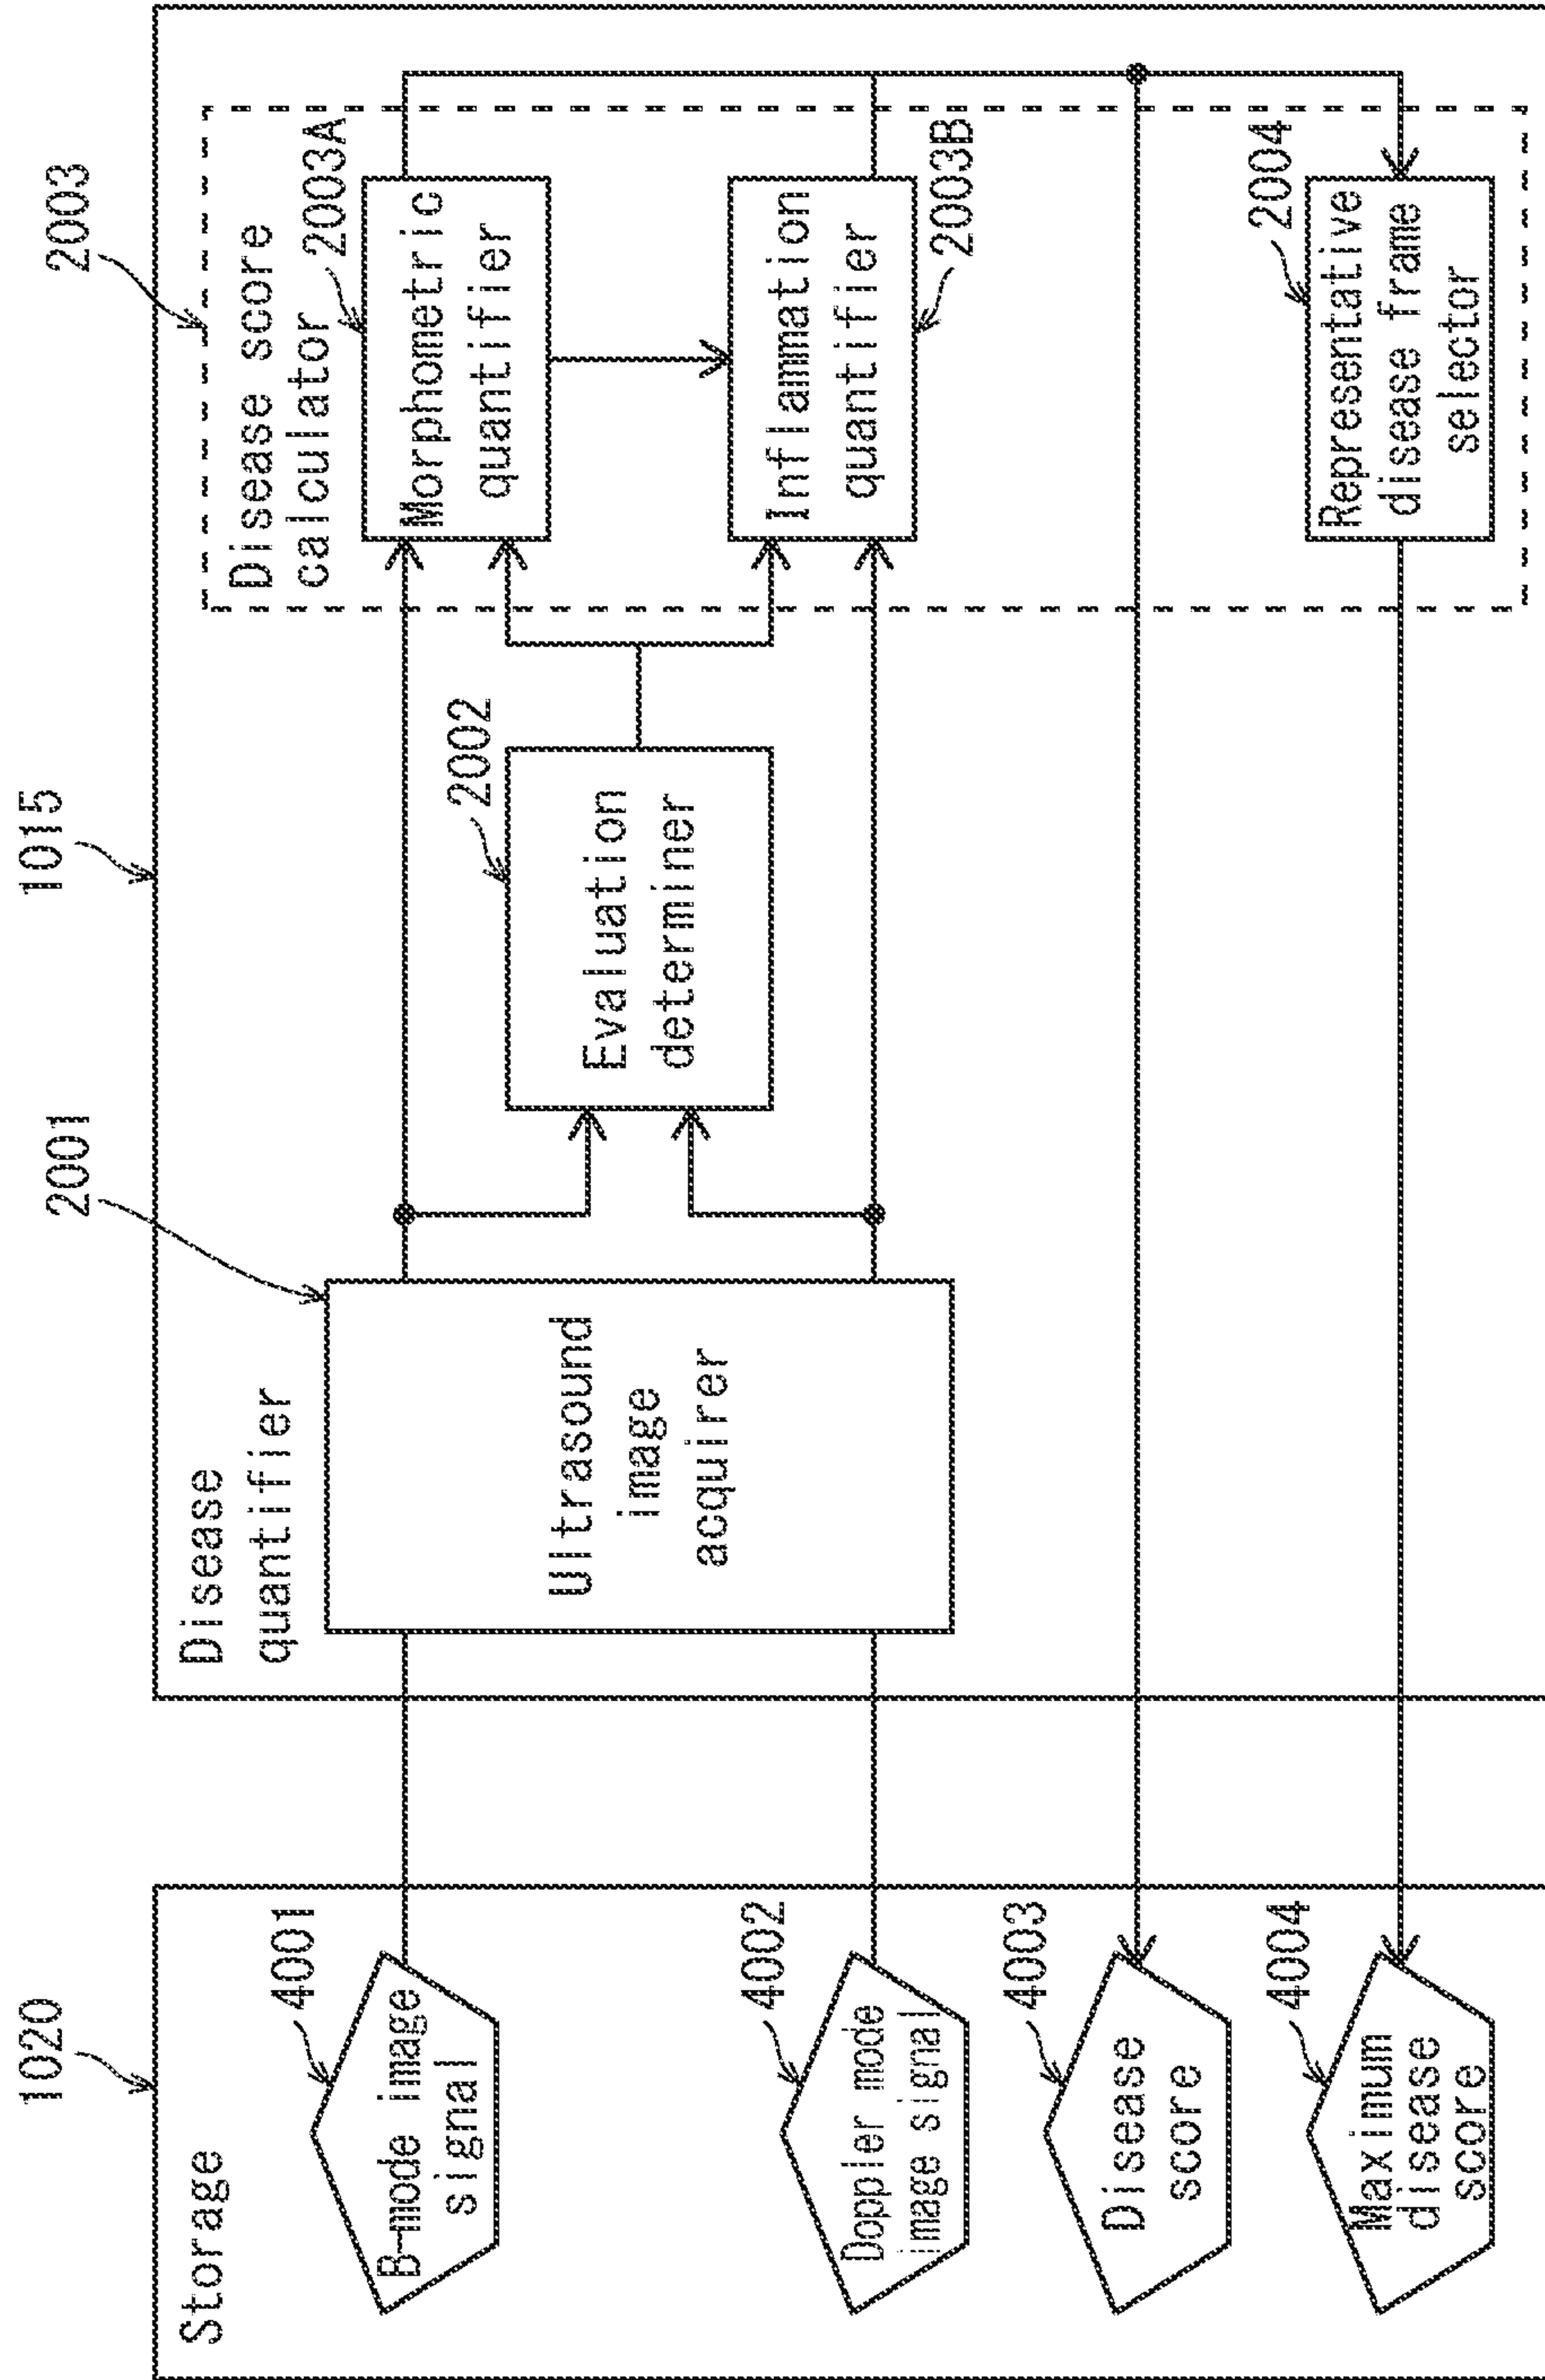 1020
Storage
4001
B-mode image
signal
4002
Doppler mode
image signal
4003
Disease
score
4004
Maximum
disease
score
1015
Disease
quantifier
2001
Ultrasound
image
acquirer
2002
Evaluation
determiner
2003
Disease score
calculator
2003A
Morphometric
quantifier
Inflammation
quantifier
2003B
2004
Representative
disease frame
selector